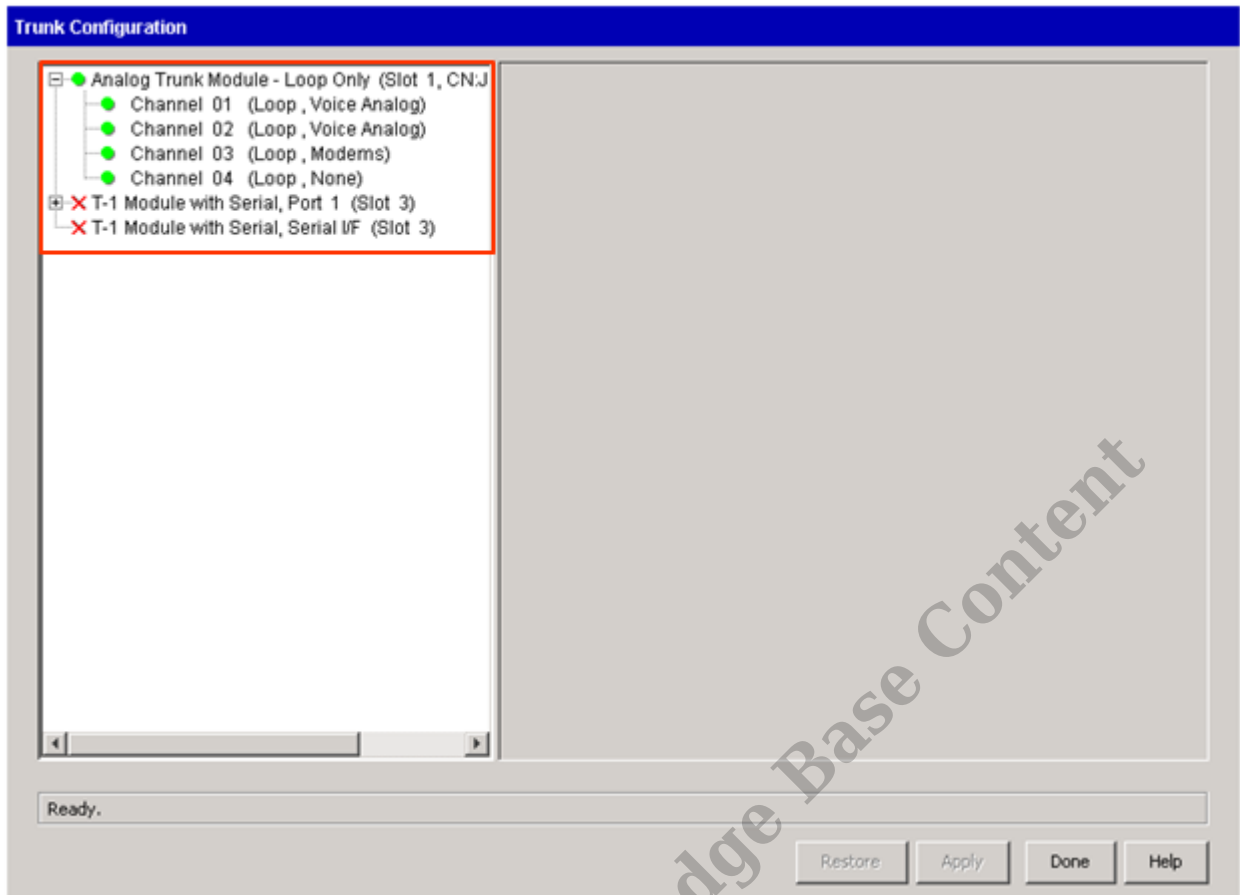 Trunk Configuration
Analog Trunk Module - Loop Only (Slot 1, CN:J
Channel 01 (Loop , Voice Analog)
Channel 02 (Loop , Voice Analog)
Channel 03 (Loop , Modems)
Channel 04 (Loop , None)
T-1 Module with Serial, Port 1 (Slot 3)
T-1 Module with Serial, Serial I/F (Slot 3)
dge Base Content
Ready.
Restore Apply Done Help